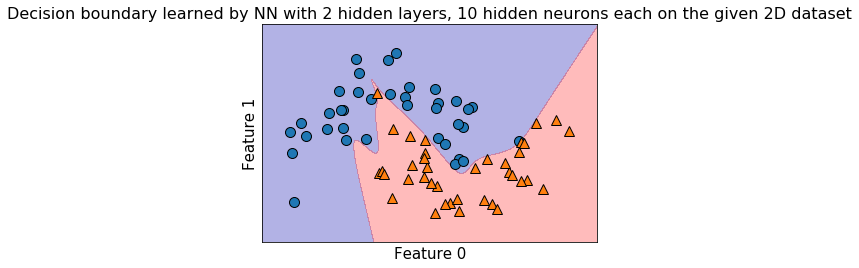 Decision boundary learned by NN with 2 hidden layers, 10 hidden neurons each on the given 2D dataset
Feature 1
Feature 0